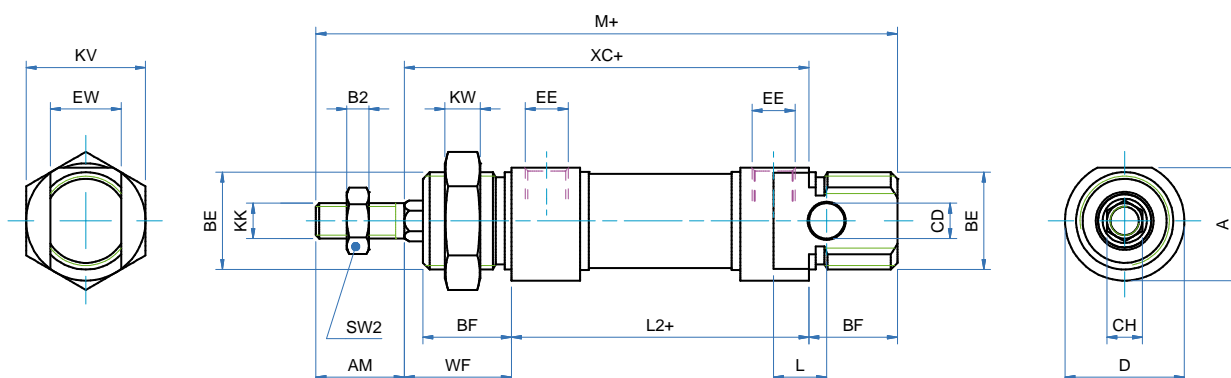 M+
KV
XC+
EW
B2
KW
EE
EE
BE
KK
CD
BE
A
SW2
BF
L2+
BF
CH
AM
WF
L
D